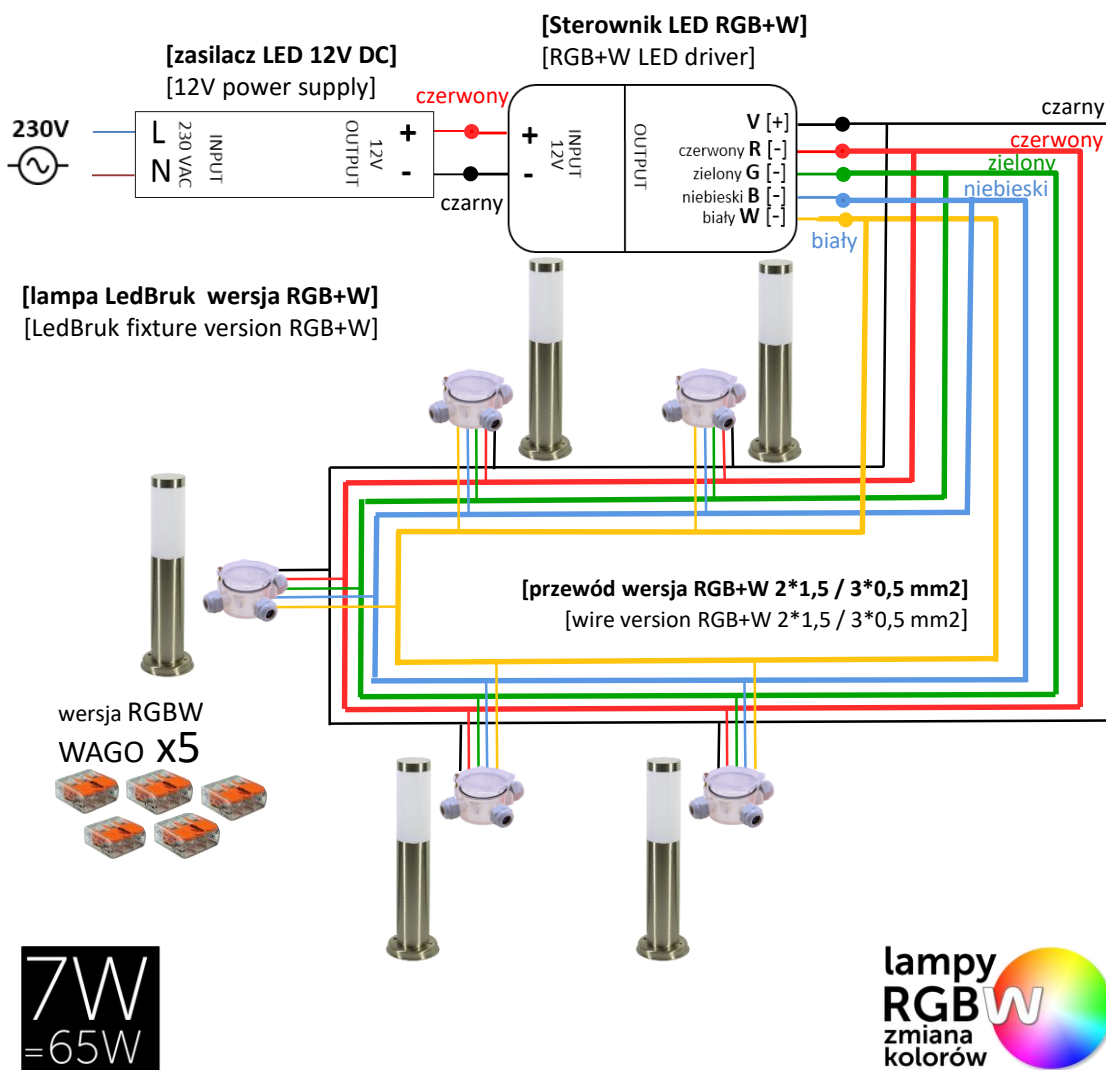 [Sterownik LED RGB+W]
[RGB+W LED driver]
[zasilacz LED 12V DC]
[12V power supply]
czerwony
czarny
230V
L
N
230 VAC
INPUT
OUTPUT
12V
+
-
czarny
+
-
INPUT
12V
OUTPUT
V [+]
czerwony R [-]
zielony G [-]
niebieski B [-]
biały W [-]
czerwony
zielony
niebieski
biały
[lampa LedBruk wersja RGB+W]
[LedBruk fixture version RGB+W]
[przewód wersja RGB+W 2*1,5 / 3*0,5 mm2]
[wire version RGB+W 2*1,5 / 3*0,5 mm2]
wersja RGBW
WAGO x5
7W
=65W
lampy
RGBW
zmiana
kolorów